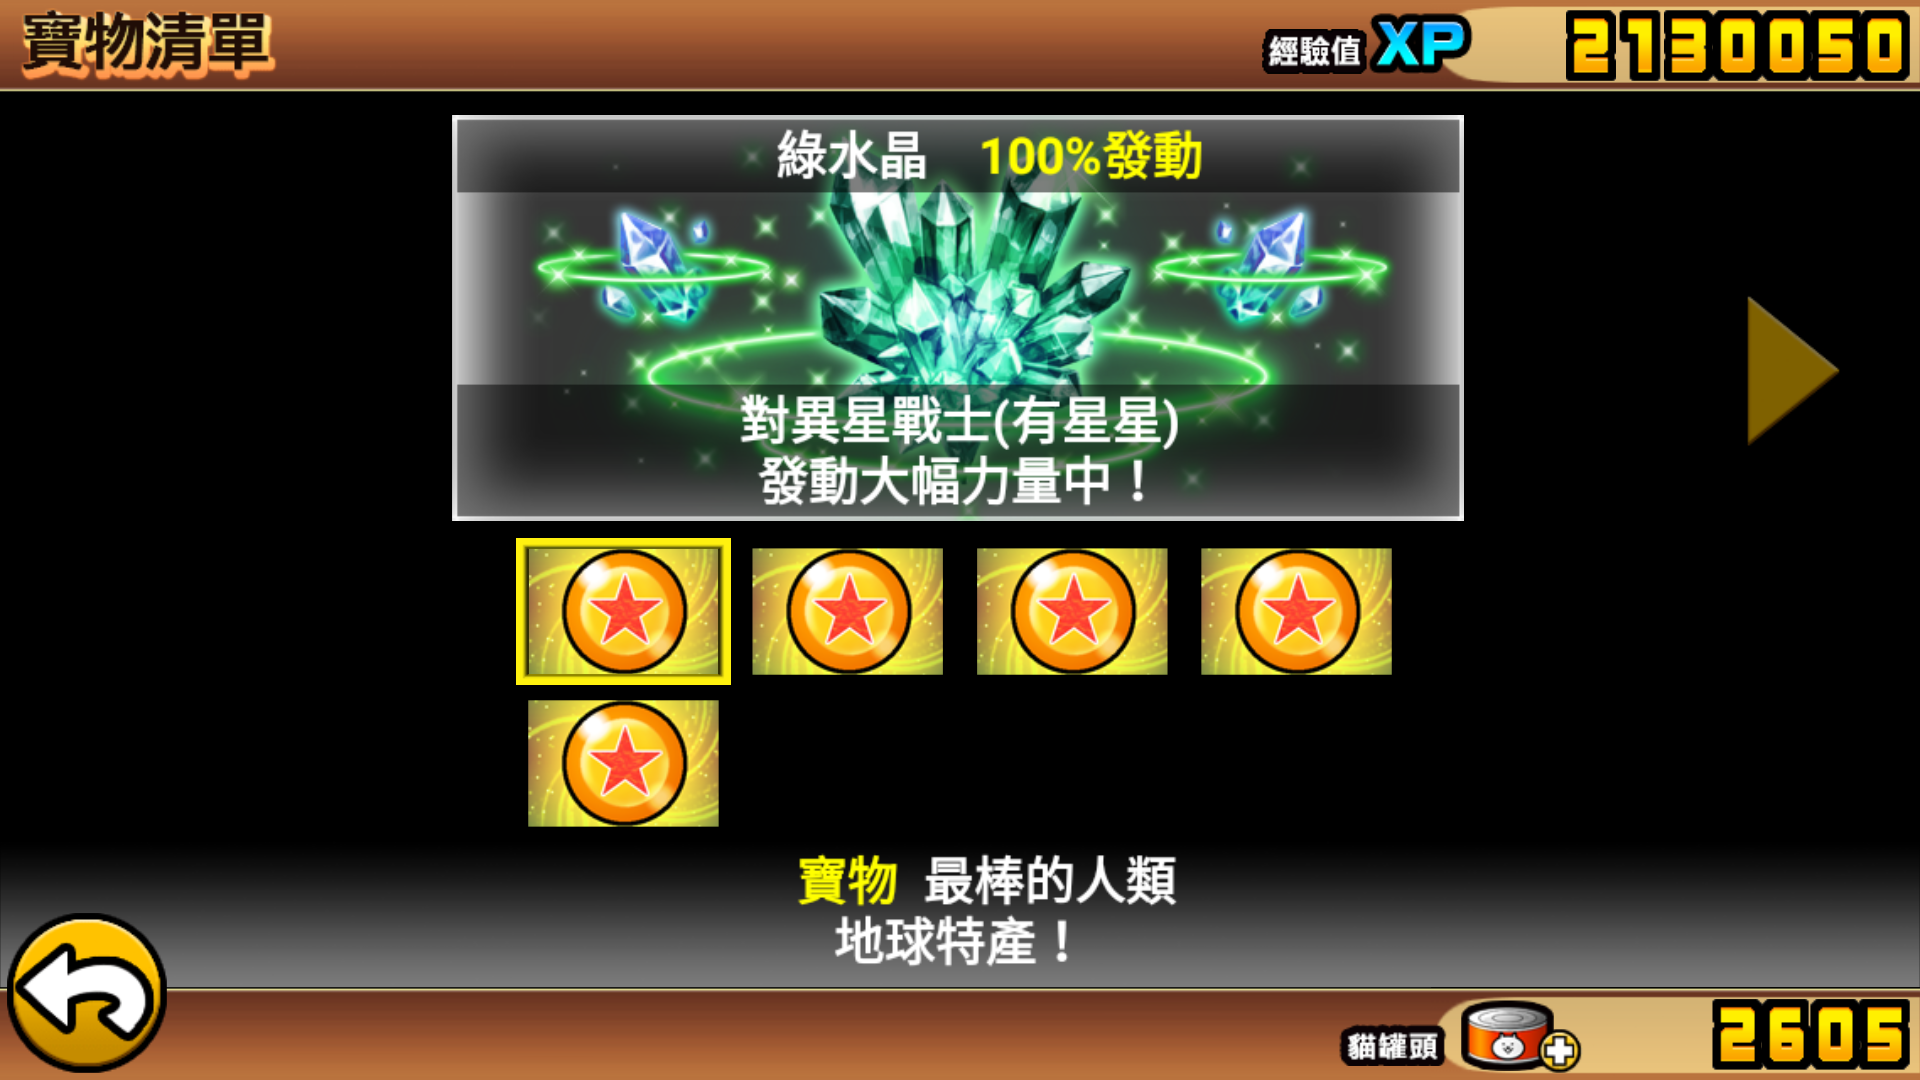 寶物清單
經驗值 XP 2130050
綠水晶 100%發動
對異星戰士(有星星)
發動大幅力量中！
寶物 最棒的人類
地球特產！
貓罐頭 2605